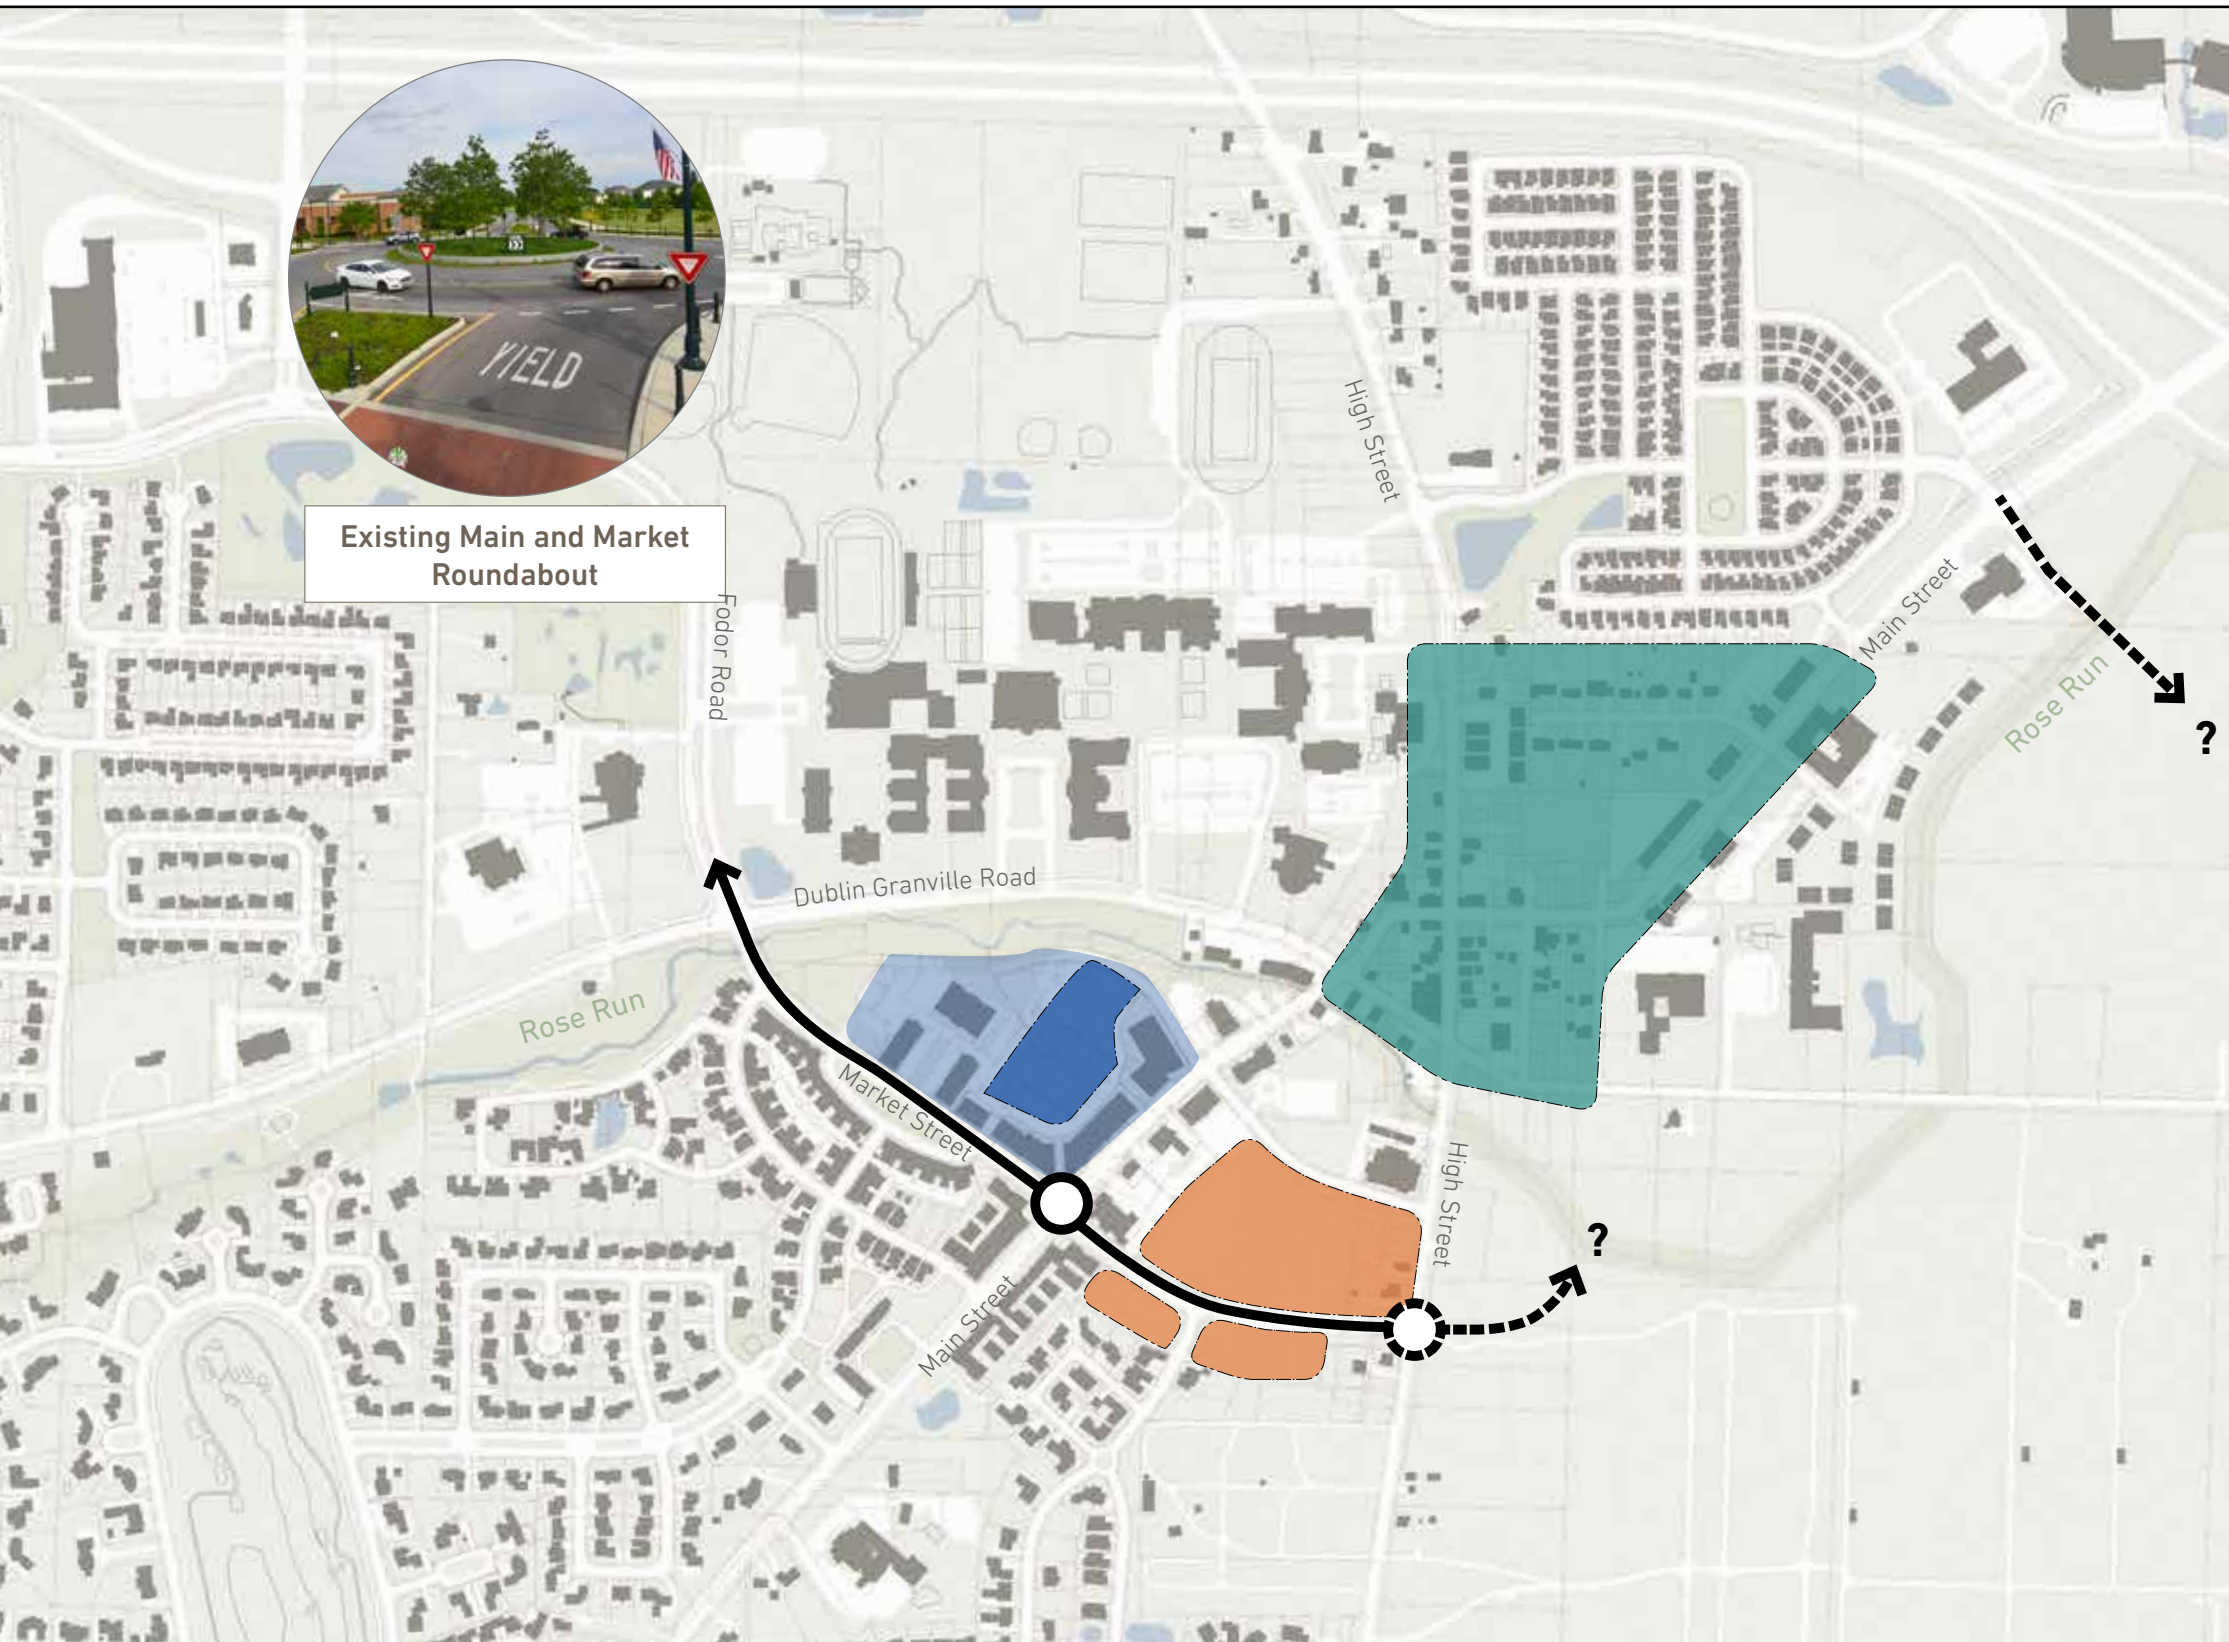 YIELD
Existing Main and Market
Roundabout
High Street
Fodor Road
Main Street
Rose Run
?
Dublin Granville Road
Rose Run
Market Street
High Street
?
Main Street